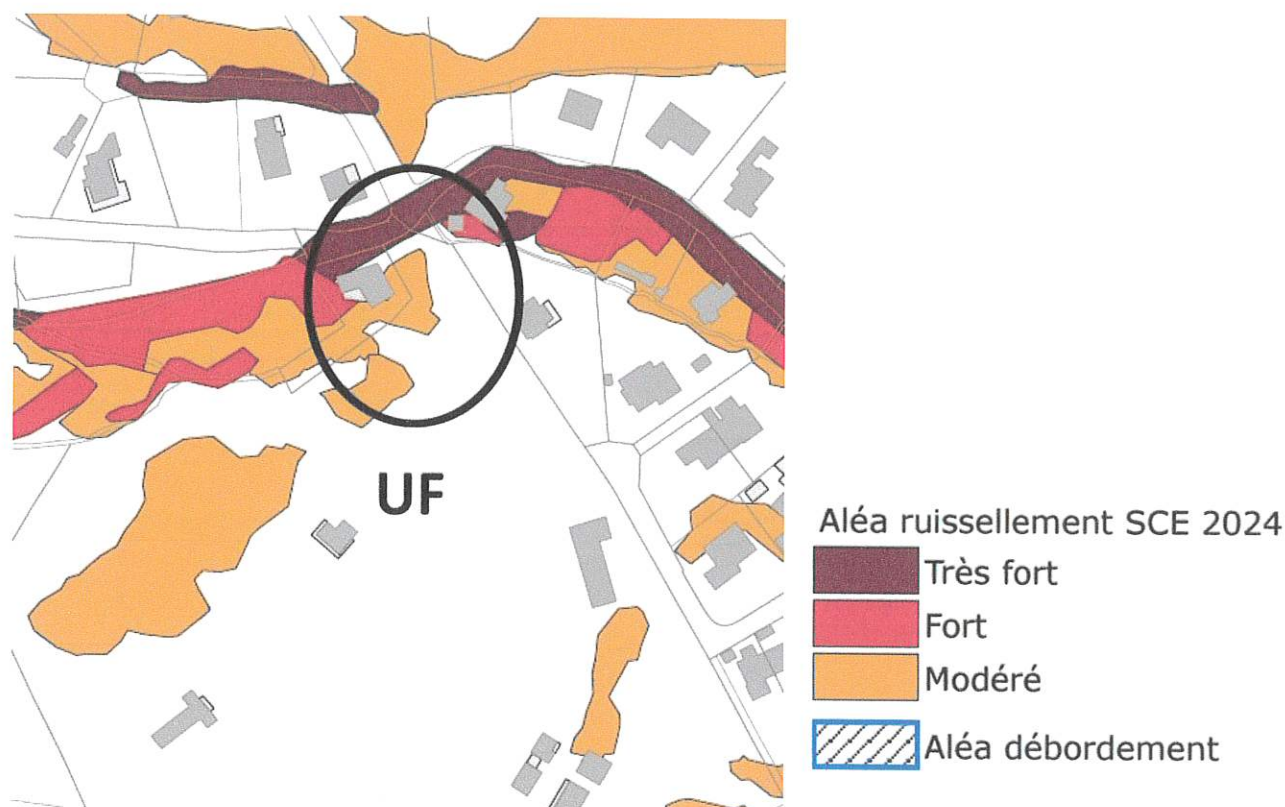 UF
Aléa ruissellement SCE 2024
Très fort
Fort
Modéré
Aléa débordement